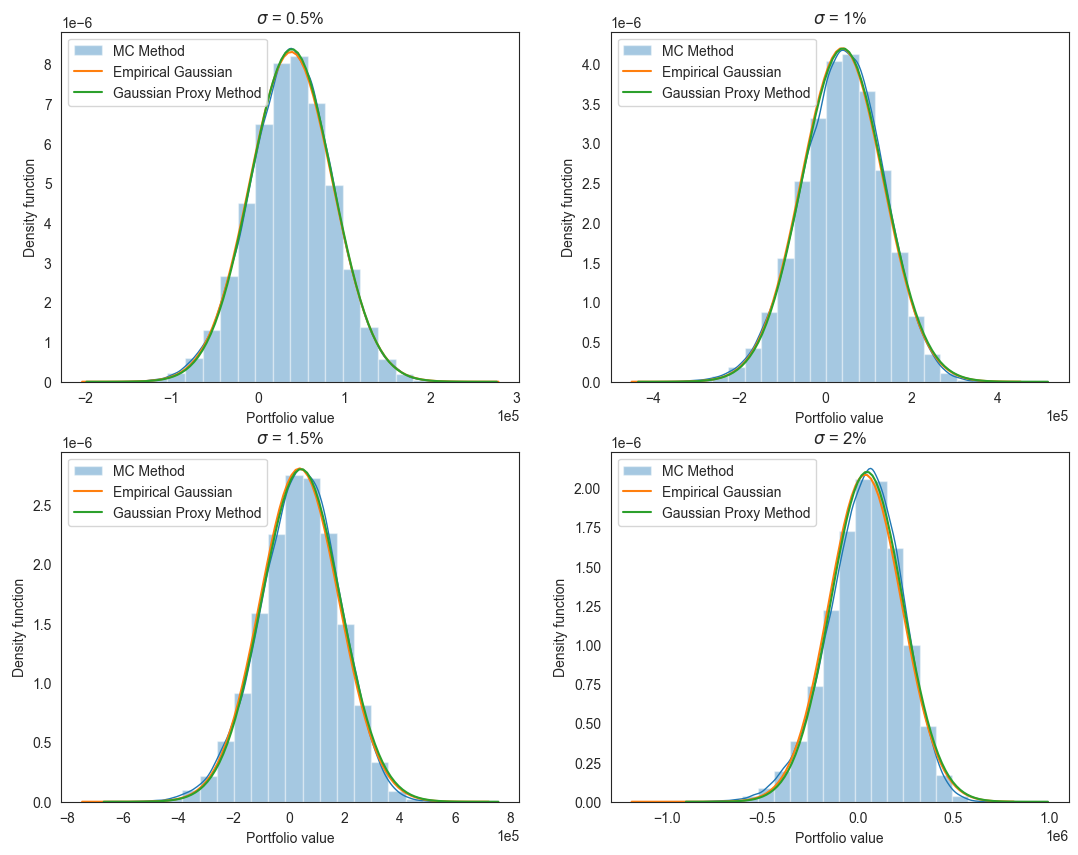 σ = 0.5%
1e−6
MC Method
Empirical Gaussian
Gaussian Proxy Method
8
7
6
5
4
3
2
1
0
Density function
−2 −1 0 1 2 3
Portfolio value
1e5
σ = 1%
1e−6
MC Method
Empirical Gaussian
Gaussian Proxy Method
4.0
3.5
3.0
2.5
2.0
1.5
1.0
0.5
0.0
Density function
−4 −2 0 2 4
Portfolio value
1e5
σ = 1.5%
1e−6
MC Method
Empirical Gaussian
Gaussian Proxy Method
2.5
2.0
1.5
1.0
0.5
0.0
Density function
−8 −6 −4 −2 0 2 4 6 8
Portfolio value
1e5
σ = 2%
1e−6
MC Method
Empirical Gaussian
Gaussian Proxy Method
2.00
1.75
1.50
1.25
1.00
0.75
0.50
0.25
0.00
Density function
−1.0 −0.5 0.0 0.5 1.0
Portfolio value
1e6